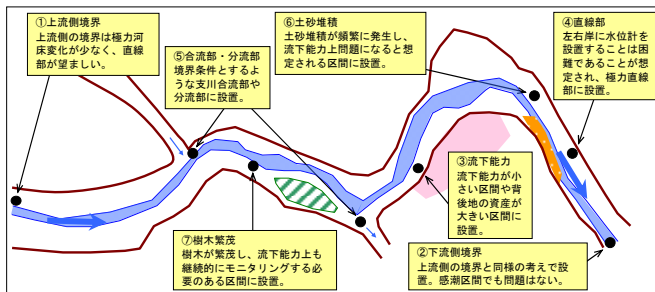 ①上流側境界
上流側の境界は極力河
床変化が少なく、直線
部が望ましい。
⑤合流部・分流部
境界条件とするよう
な支川合流部や
分流部に設置。
⑥土砂堆積
土砂堆積が頻繁に発生し、
流下能力上問題になると想
定される区間に設置。
④直線部
左右岸に水位計を
設置することは困
難であることが想
定され、極力直線
部に設置。
③流下能力
流下能力が小
さい区間や背
後地の資産が
大きい区間に
設置。
⑦樹木繁茂
樹木が繁茂し、流下能力上も
継続的にモニタリングする必
要のある区間に設置。
②下流側境界
上流側の境界と同様の考えで設
置。感潮区間でも問題はない。